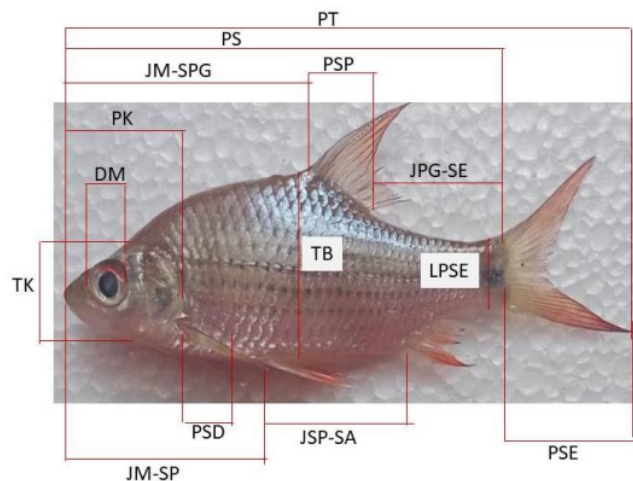 PT
PS
JM-SPG
PSP
PK
JPG-SE
DM
TB
LPSE
TK
PSD
JSP-SA
JM-SP
PSE